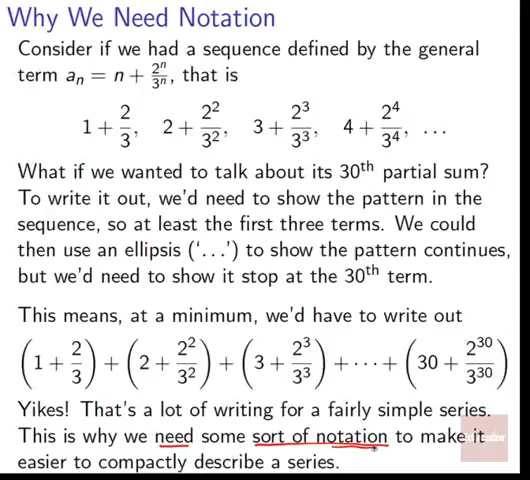 Why We Need Notation
Consider if we had a sequence defined by the general
term aₙ = n + 2ⁿ/3ⁿ, that is
1 + 2/3, 2 + 2²/3², 3 + 2³/3³, 4 + 2⁴/3⁴, ...
What if we wanted to talk about its 30ᵗʰ partial sum?
To write it out, we'd need to show the pattern in the
sequence, so at least the first three terms. We could
then use an ellipsis ('...') to show the pattern continues,
but we'd need to show it stop at the 30ᵗʰ term.
This means, at a minimum, we'd have to write out
(1 + 2/3) + (2 + 2²/3²) + (3 + 2³/3³) + ··· + (30 + 2³⁰/3³⁰)
Yikes! That's a lot of writing for a fairly simple series.
This is why we need some sort of notation to make it
easier to compactly describe a series.